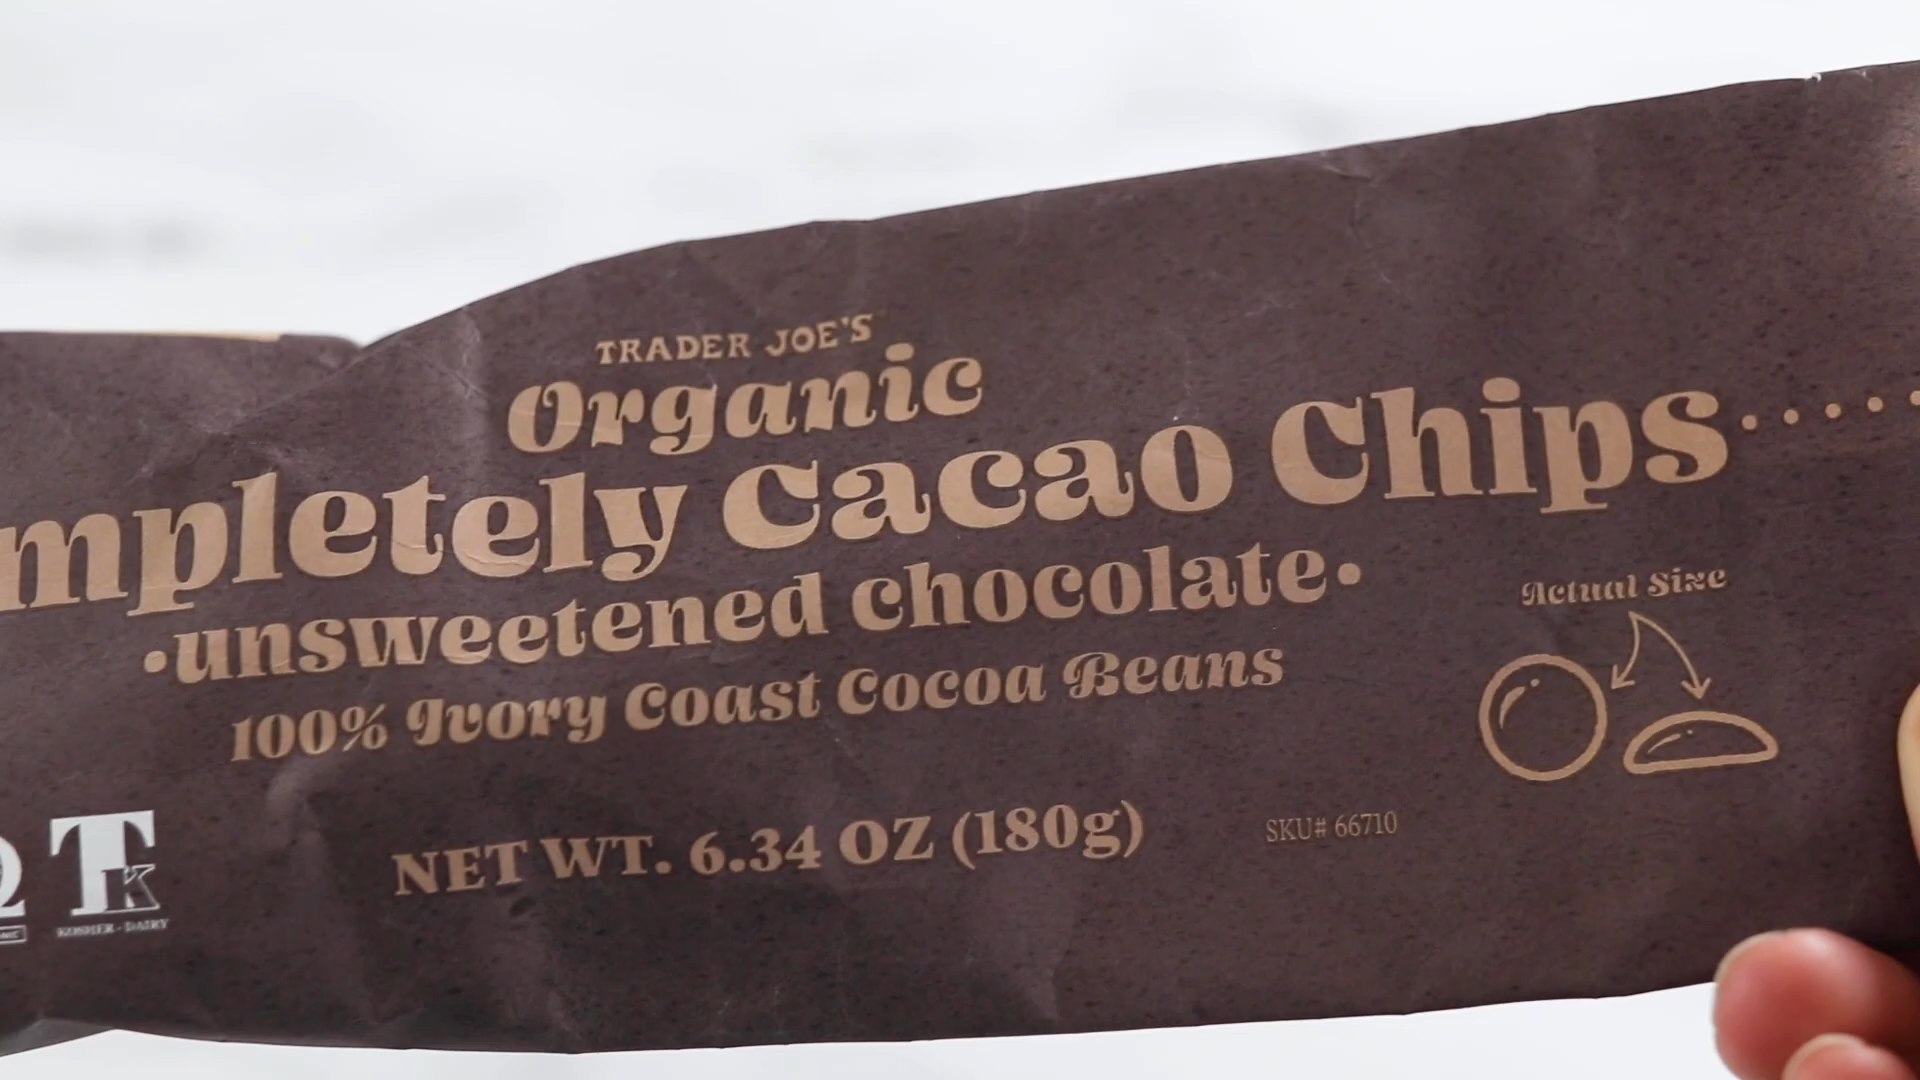 TRADER JOE'S
Organic
mpletely Cacao Chips
•unsweetened chocolate•
100% Ivory Coast Cocoa Beans
Actual Size
NET WT. 6.34 OZ (180g)
SKU# 66710
TK
KOSHER - DAIRY